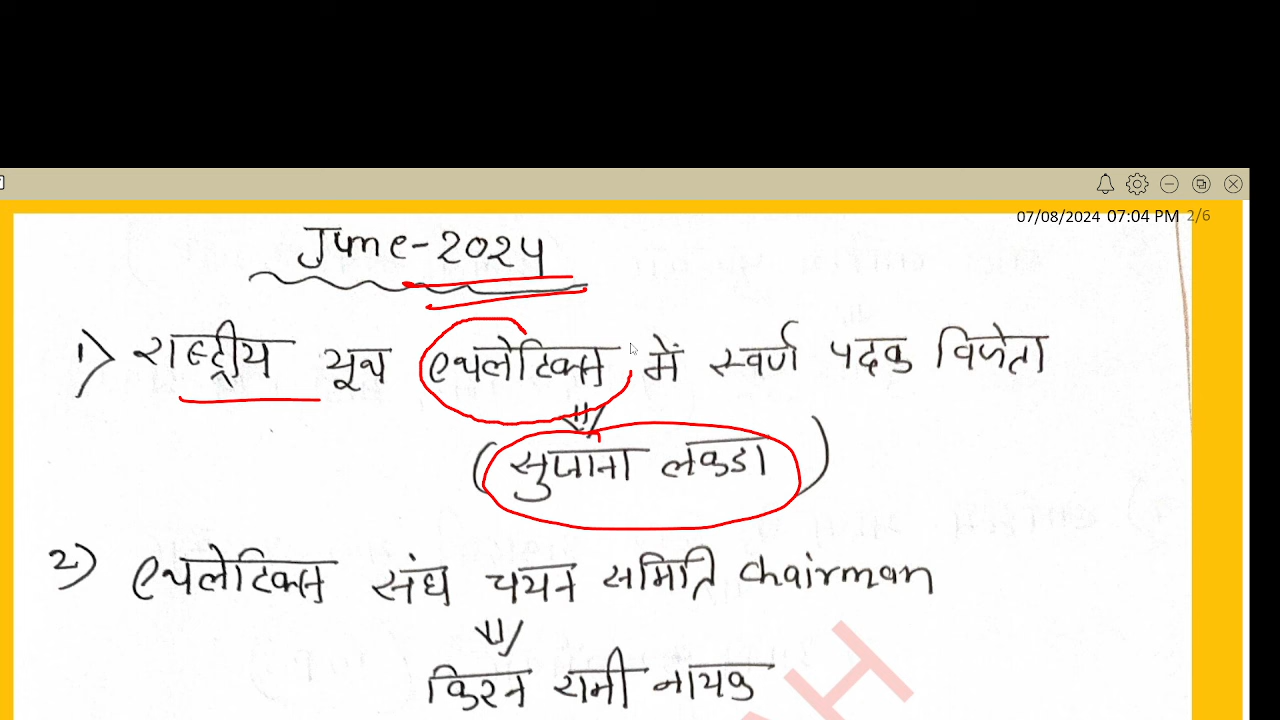 07/08/2024 07:04 PM 2/6
June-2024
1) राष्ट्रीय यूथ एथलेटिक्स में स्वर्ण पदक विजेता
(सुजाना लकडा)
2) एथलेटिक्स संघ चयन समिति chairman
किरन रानी नायक
H